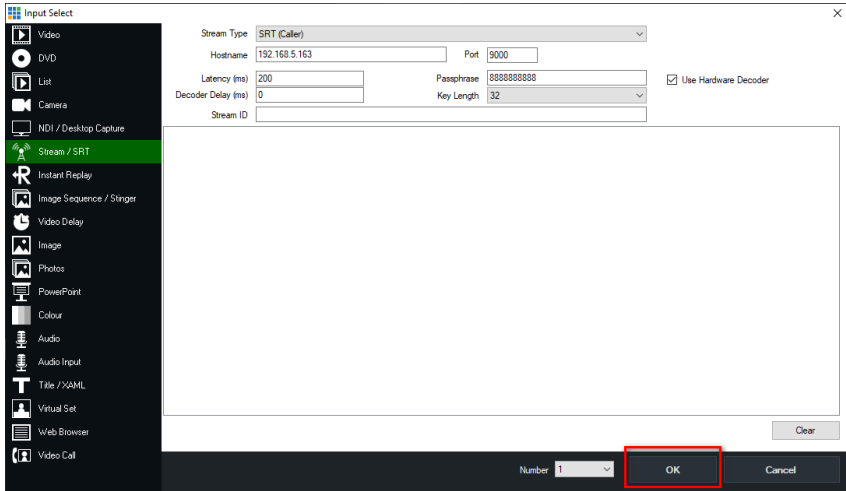 Input Select
Video
DVD
List
Camera
NDI / Desktop Capture
Stream / SRT
Instant Replay
Image Sequence / Stinger
Video Delay
Image
Photos
PowerPoint
Colour
Audio
Audio Input
Title / XAML
Virtual Set
Web Browser
Video Call
Stream Type SRT (Caller)
Hostname 192.168.5.163 Port 9000
Latency (ms) 200 Passphrase 8888888888 Use Hardware Decoder
Decoder Delay (ms) 0 Key Length 32
Stream ID
Clear
Number 1 OK Cancel